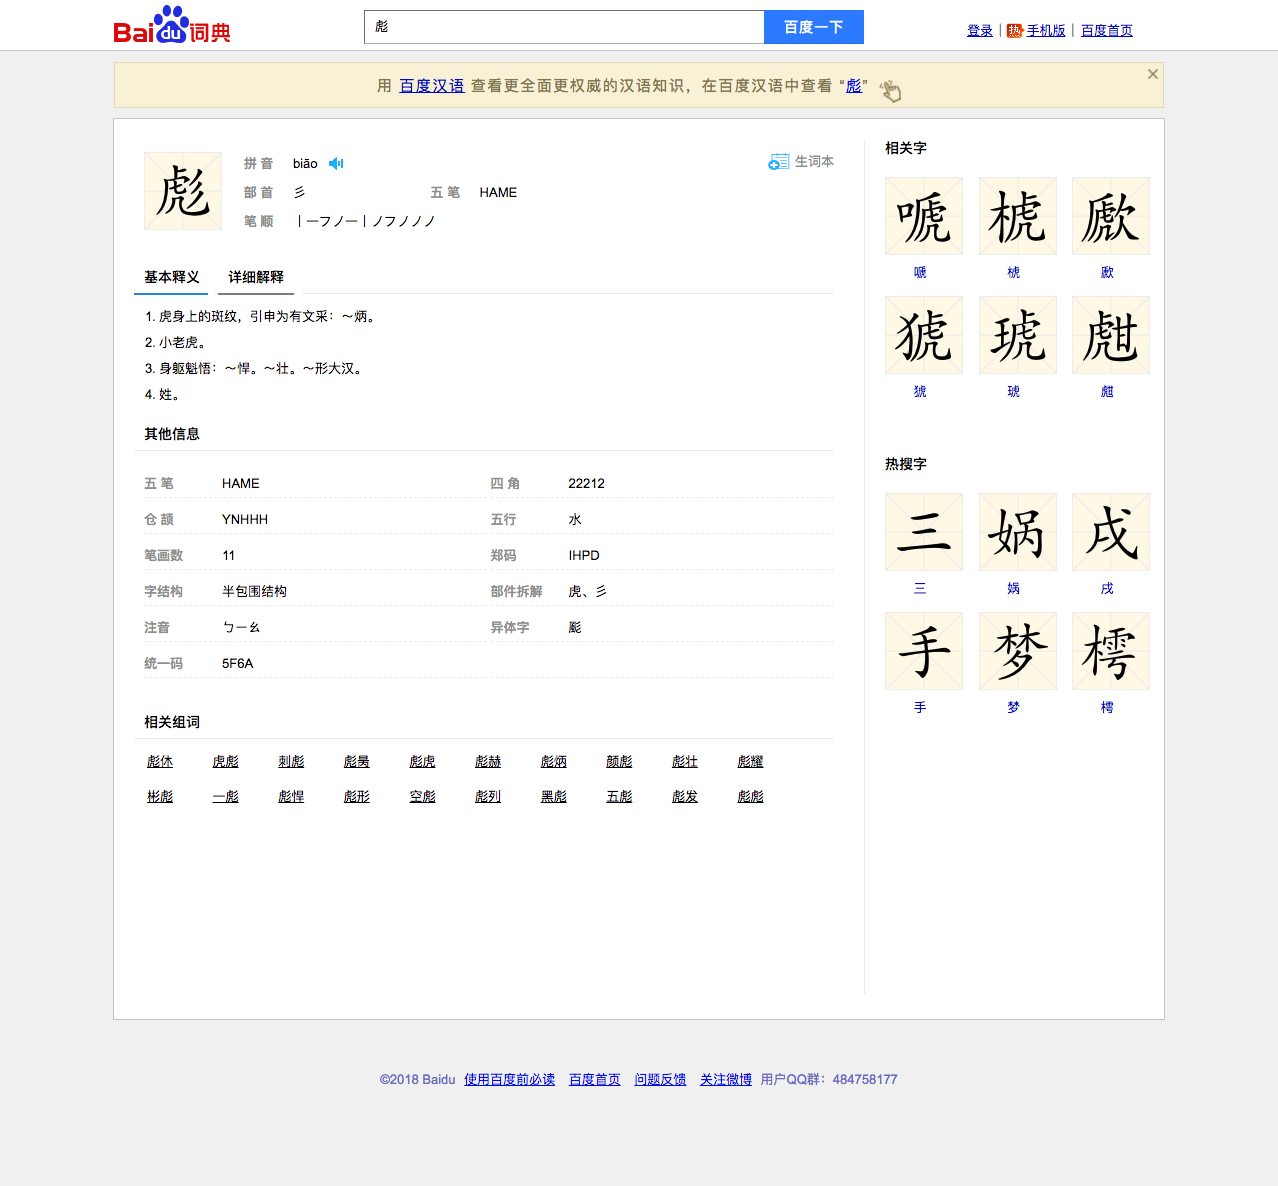 Bai du 词典
彪
百度一下
登录 | 热 手机版 | 百度首页
用 百度汉语 查看更全面更权威的汉语知识，在百度汉语中查看 “彪”
彪
拼 音 biāo
生词本
部 首 彡 五 笔 HAME
笔 顺 丨一フノ一丨ノフノノノ
基本释义 详细解释
1. 虎身上的斑纹，引申为有文采：～炳。
2. 小老虎。
3. 身躯魁悟：～悍。～壮。～形大汉。
4. 姓。
其他信息
五 笔 HAME 四 角 22212
仓 颉 YNHHH 五行 水
笔画数 11 郑码 IHPD
字结构 半包围结构 部件拆解 虎、彡
注音 ㄅㄧㄠ 异体字
统一码 5F6A
相关组词
彪休 虎彪 刺彪 彪昺 彪虎 彪赫 彪炳 颜彪 彪壮 彪耀
彬彪 一彪 彪悍 彪形 空彪 彪列 黑彪 五彪 彪发 彪彪
相关字
嗁 榹 歋
嗁 榹 歋
猇 琥 虪
猇 琥
热搜字
三 娲 戌
三 娲 戌
手 梦 樗
手 梦 樗
©2018 Baidu 使用百度前必读 百度首页 问题反馈 关注微博 用户QQ群：484758177